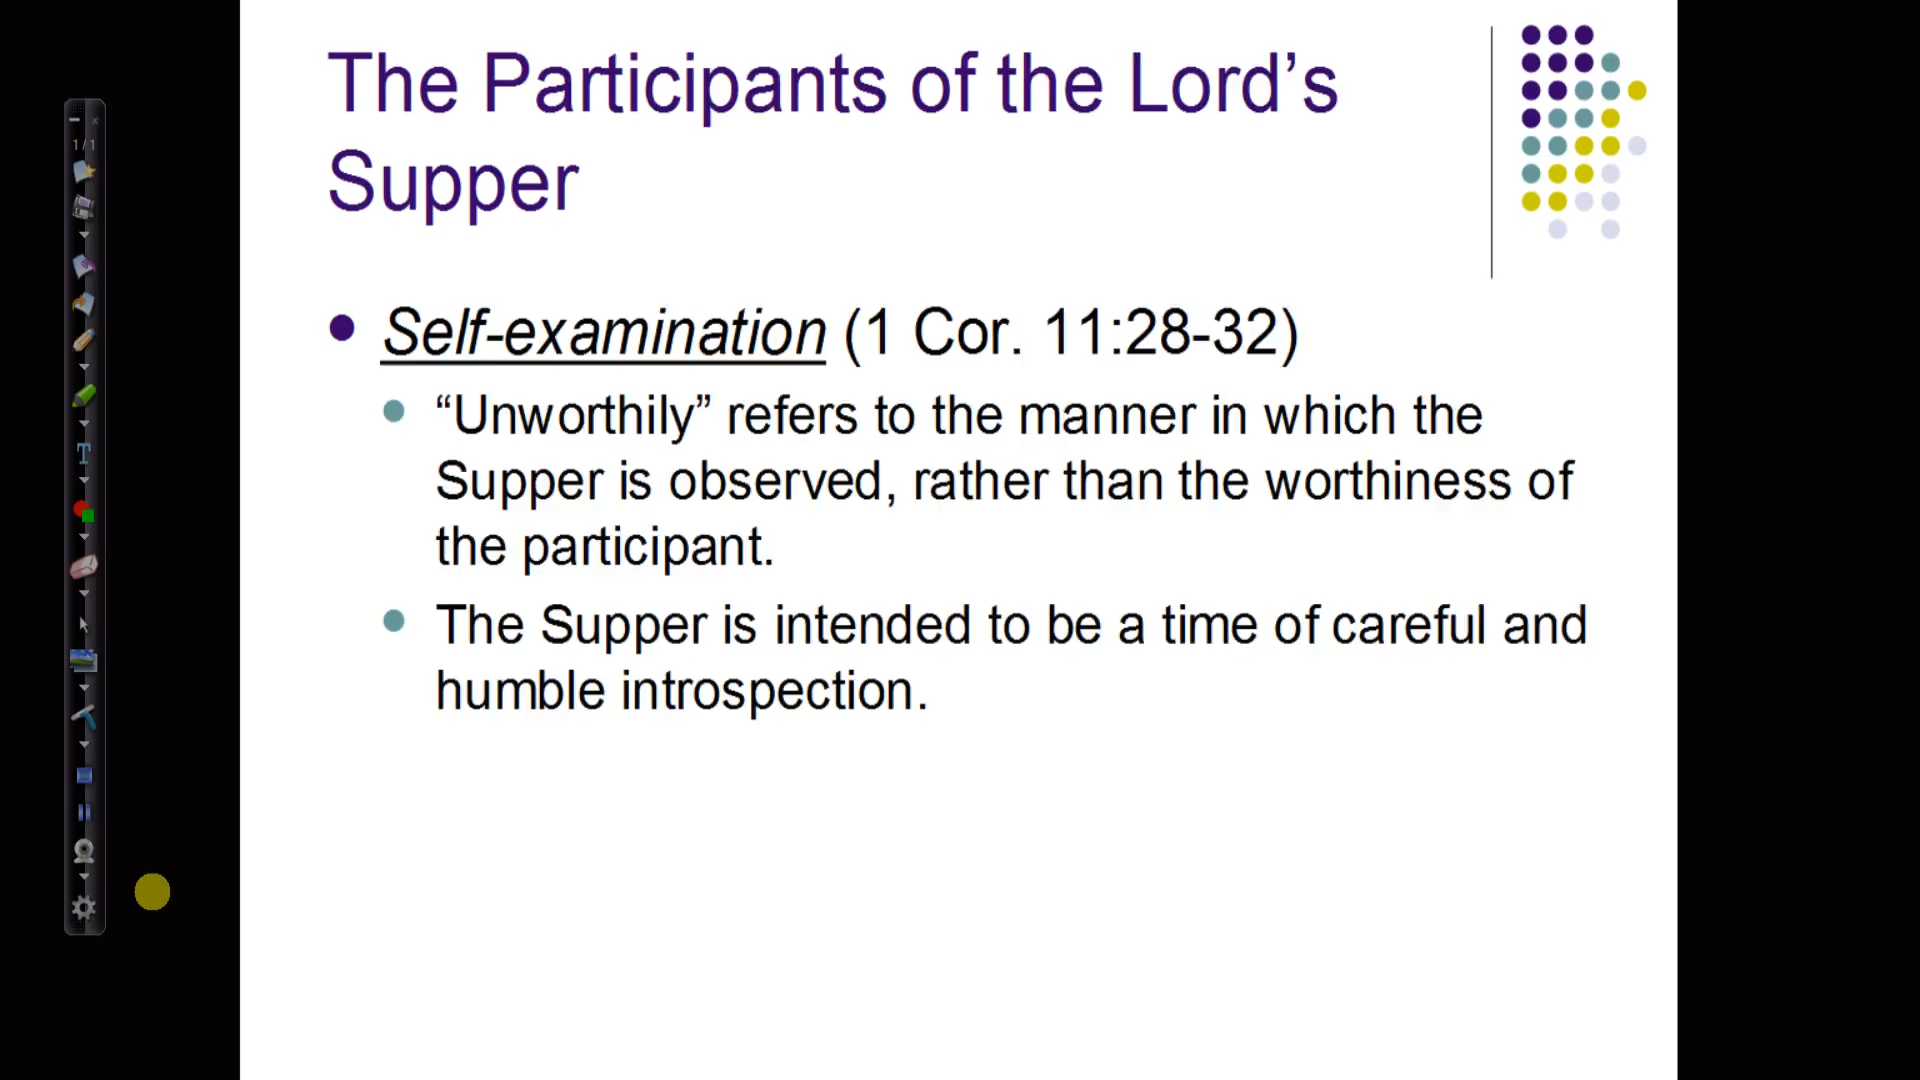 The Participants of the Lord’s
Supper
1/1
Self-examination (1 Cor. 11:28-32)
“Unworthily” refers to the manner in which the
Supper is observed, rather than the worthiness of
the participant.
The Supper is intended to be a time of careful and
humble introspection.
T